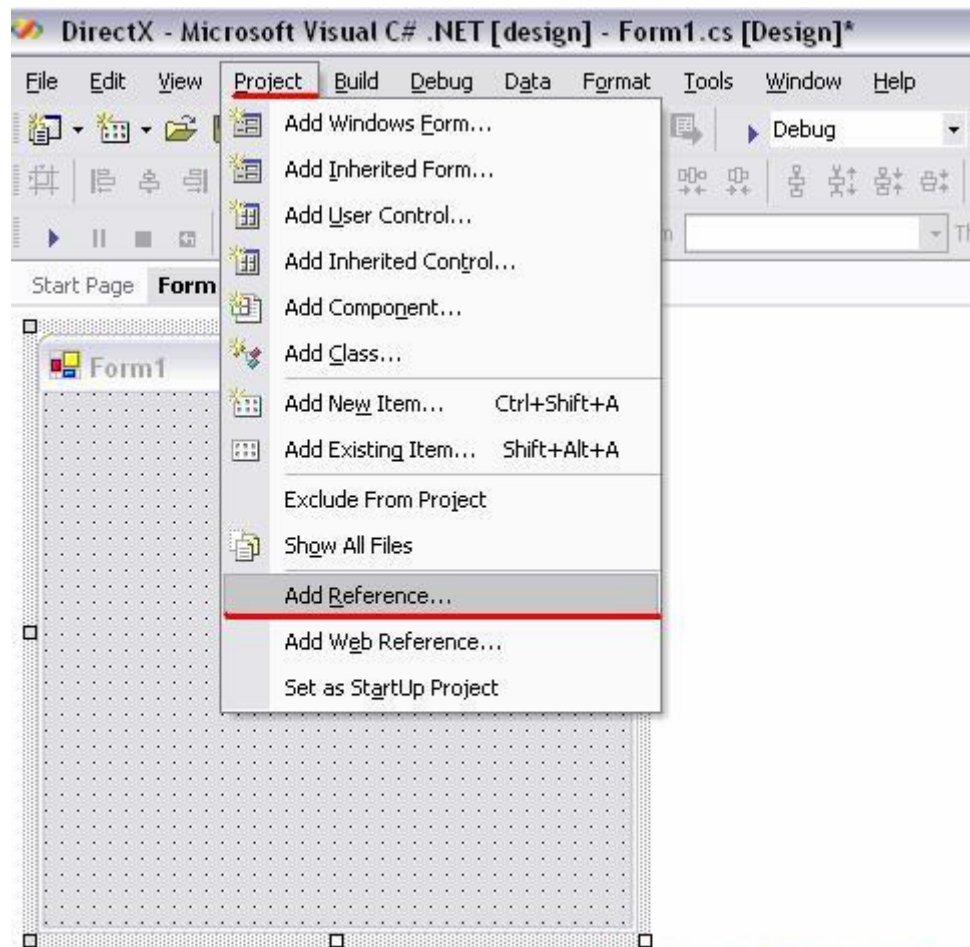 DirectX - Microsoft Visual C# .NET [design] - Form1.cs [Design]*
File Edit View Project Build Debug Data Format Tools Window Help
Debug
Start Page Form
Form1
Add Windows Form...
Add Inherited Form...
Add User Control...
Add Inherited Control...
Add Component...
Add Class...
Add New Item... Ctrl+Shift+A
Add Existing Item... Shift+Alt+A
Exclude From Project
Show All Files
Add Reference...
Add Web Reference...
Set as StartUp Project